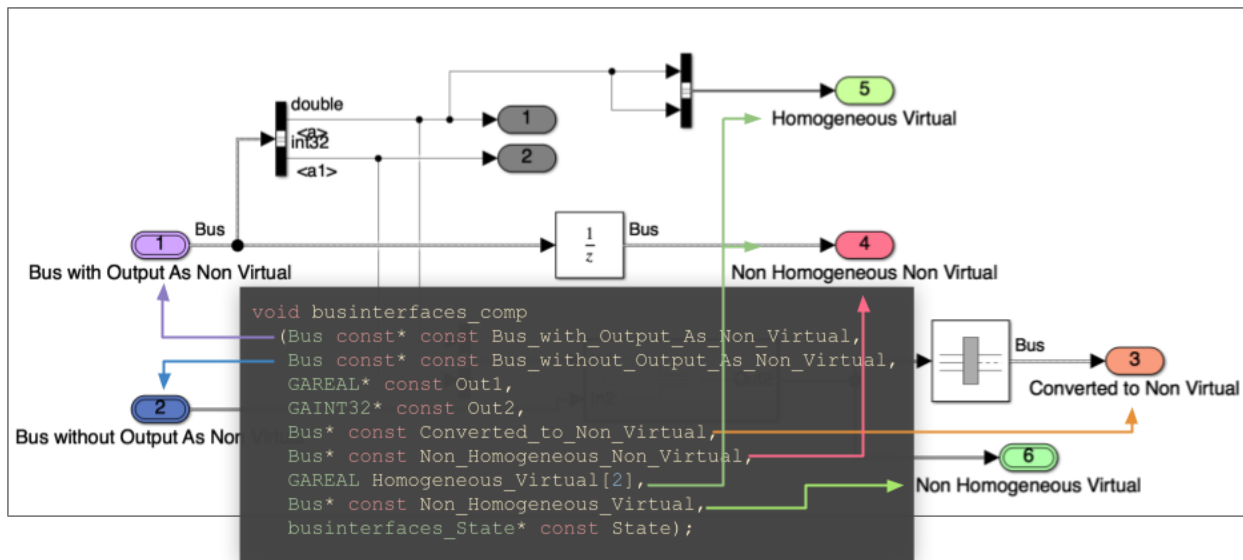 double
<a>
int32
<a1>
1
2
5
Homogeneous Virtual
1
Bus
Bus with Output As Non Virtual
1
z
Bus
4
Non Homogeneous Non Virtual
2
Bus without Output As Non
Bus
3
Converted to Non Virtual
6
Non Homogeneous Virtual
void businterfaces_comp
(Bus const* const Bus_with_Output_As_Non_Virtual,
Bus const* const Bus_without_Output_As_Non_Virtual,
GAREAL* const Out1,
GAINT32* const Out2,
Bus* const Converted_to_Non_Virtual,
Bus* const Non_Homogeneous_Non_Virtual,
GAREAL Homogeneous_Virtual[2],
Bus* const Non_Homogeneous_Virtual,
businterfaces_State* const State);